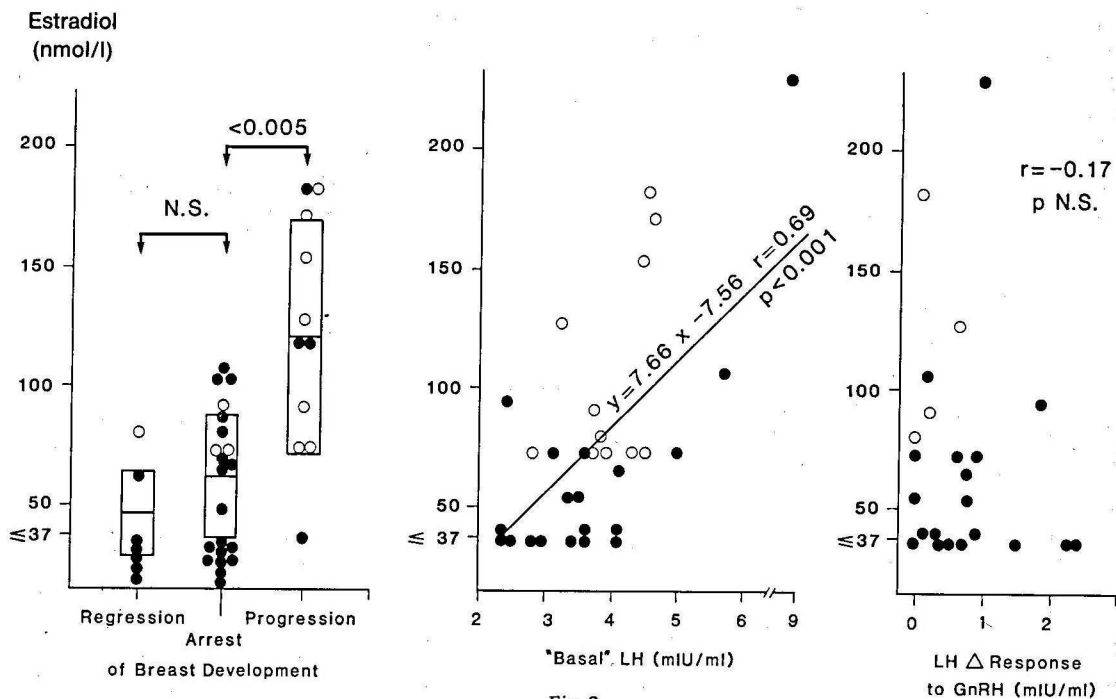 Estradiol
(nmol/l)
200
150
100
50
≦ 37
<0.005
N.S.
Regression
Arrest
Progression
of Breast Development
200
150
100
50
≦ 37
y=7.66 x -7.56 r=0.69
p<0.001
2
3
4
5
6
9
"Basal" LH (mIU/ml)
200
150
100
50
≦ 37
r=-0.17
p N.S.
0
1
2
LH △ Response
to GnRH (mIU/ml)